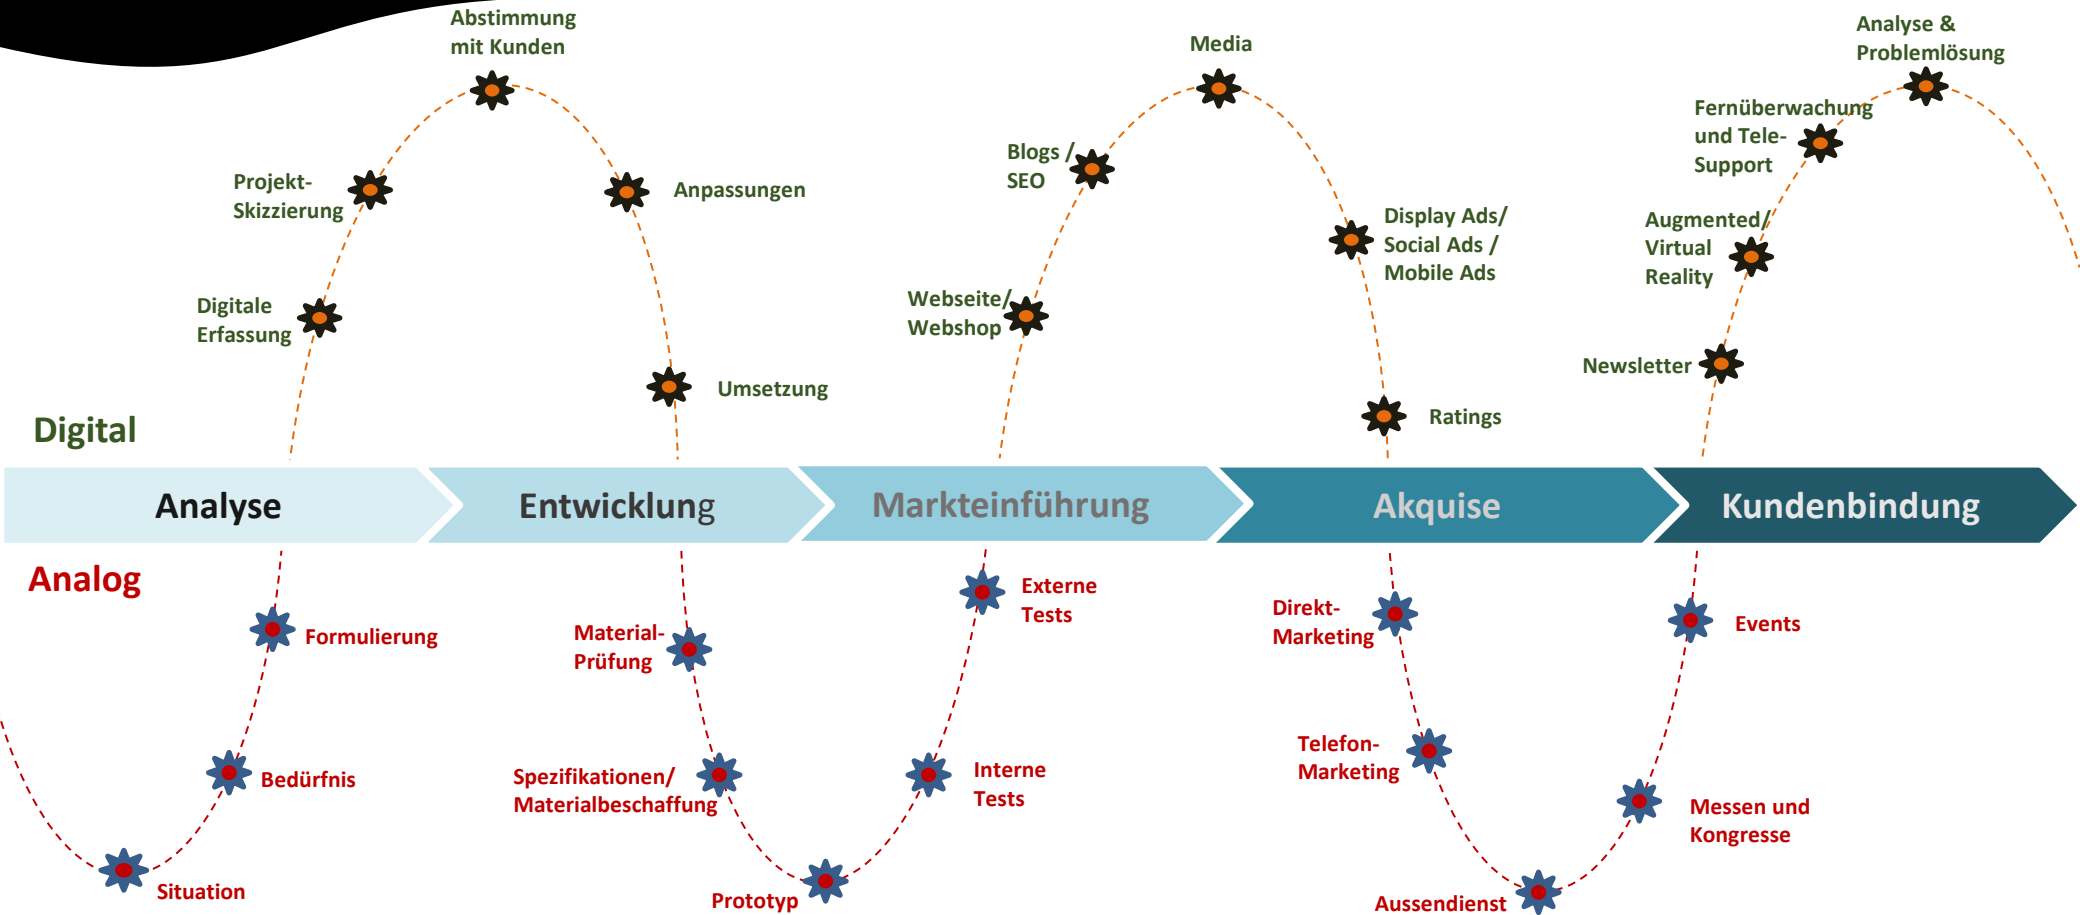 Abstimmung
mit Kunden
Projekt-
Skizzierung
Digitale
Erfassung
Anpassungen
Umsetzung
Media
Blogs /
SEO
Webseite/
Webshop
Display Ads/
Social Ads /
Mobile Ads
Ratings
Analyse &
Problemlösung
Fernüberwachung
und Tele-
Support
Augmented/
Virtual
Reality
Newsletter
Digital
Analyse
Entwicklung
Markteinführung
Akquise
Kundenbindung
Analog
Formulierung
Bedürfnis
Situation
Material-
Prüfung
Spezifikationen/
Materialbeschaffung
Prototyp
Externe
Tests
Interne
Tests
Direkt-
Marketing
Telefon-
Marketing
Aussendienst
Events
Messen und
Kongresse